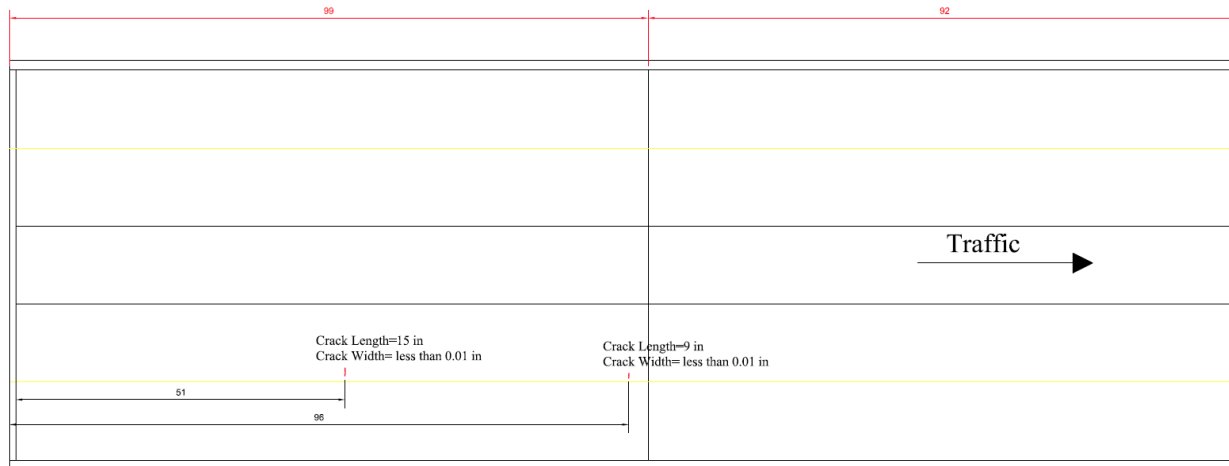 99
92
Traffic
Crack Length=15 in
Crack Width= less than 0.01 in
Crack Length=9 in
Crack Width= less than 0.01 in
51
96